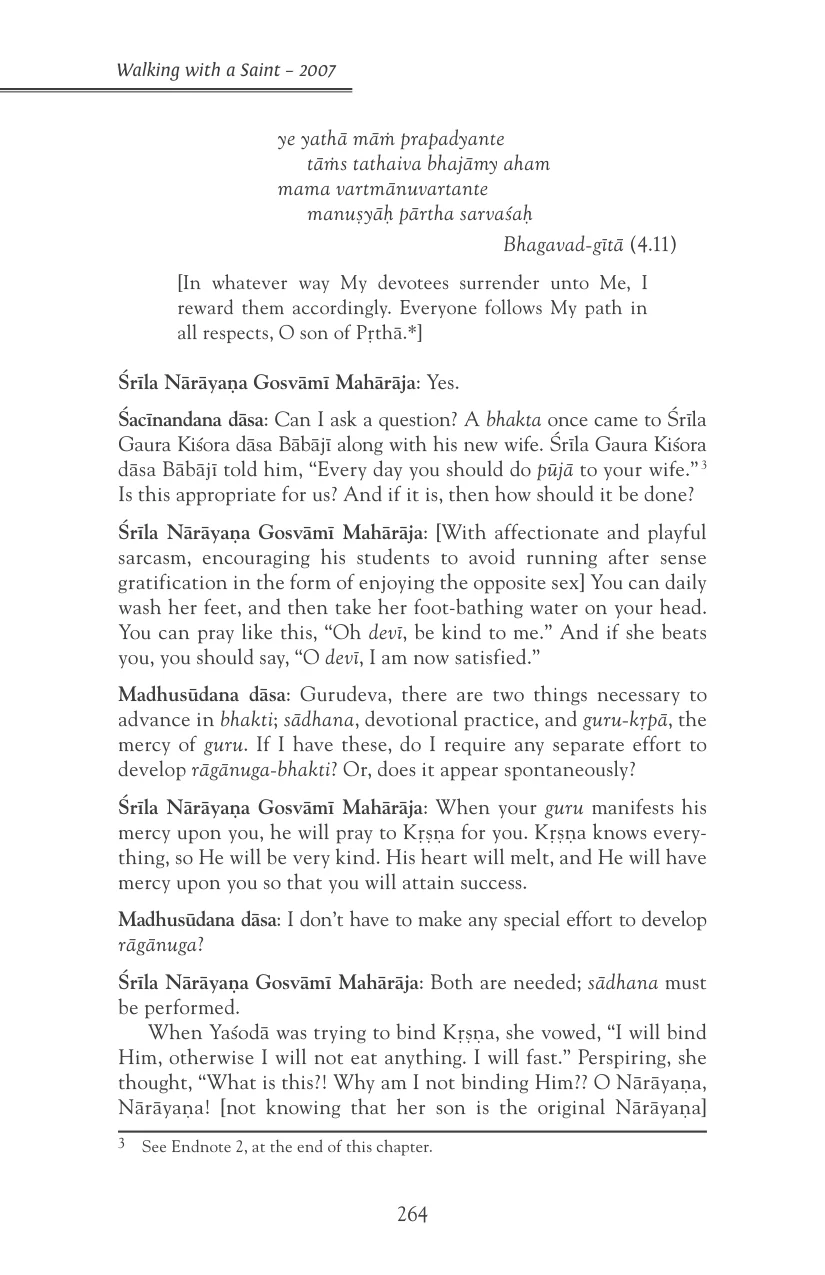 Walking with a Saint – 2007
ye yathā māṁ prapadyante
tāṁs tathaiva bhajāmy aham
mama vartmānuvartante
manuṣyāḥ pārtha sarvaśaḥ
Bhagavad-gītā (4.11)
[In whatever way My devotees surrender unto Me, I
reward them accordingly. Everyone follows My path in
all respects, O son of Pṛthā.*]
Śrīla Nārāyaṇa Gosvāmī Mahārāja: Yes.
Śacīnandana dāsa: Can I ask a question? A bhakta once came to Śrīla
Gaura Kiśora dāsa Bābājī along with his new wife. Śrīla Gaura Kiśora
dāsa Bābājī told him, “Every day you should do pūjā to your wife.” 3
Is this appropriate for us? And if it is, then how should it be done?
Śrīla Nārāyaṇa Gosvāmī Mahārāja: [With affectionate and playful
sarcasm, encouraging his students to avoid running after sense
gratification in the form of enjoying the opposite sex] You can daily
wash her feet, and then take her foot-bathing water on your head.
You can pray like this, “Oh devī, be kind to me.” And if she beats
you, you should say, “O devī, I am now satisfied.”
Madhusūdana dāsa: Gurudeva, there are two things necessary to
advance in bhakti; sādhana, devotional practice, and guru-kṛpā, the
mercy of guru. If I have these, do I require any separate effort to
develop rāgānuga-bhakti? Or, does it appear spontaneously?
Śrīla Nārāyaṇa Gosvāmī Mahārāja: When your guru manifests his
mercy upon you, he will pray to Kṛṣṇa for you. Kṛṣṇa knows every-
thing, so He will be very kind. His heart will melt, and He will have
mercy upon you so that you will attain success.
Madhusūdana dāsa: I don’t have to make any special effort to develop
rāgānuga?
Śrīla Nārāyaṇa Gosvāmī Mahārāja: Both are needed; sādhana must
be performed.
When Yaśodā was trying to bind Kṛṣṇa, she vowed, “I will bind
Him, otherwise I will not eat anything. I will fast.” Perspiring, she
thought, “What is this?! Why am I not binding Him?? O Nārāyaṇa,
Nārāyaṇa! [not knowing that her son is the original Nārāyaṇa]
3 See Endnote 2, at the end of this chapter.
264